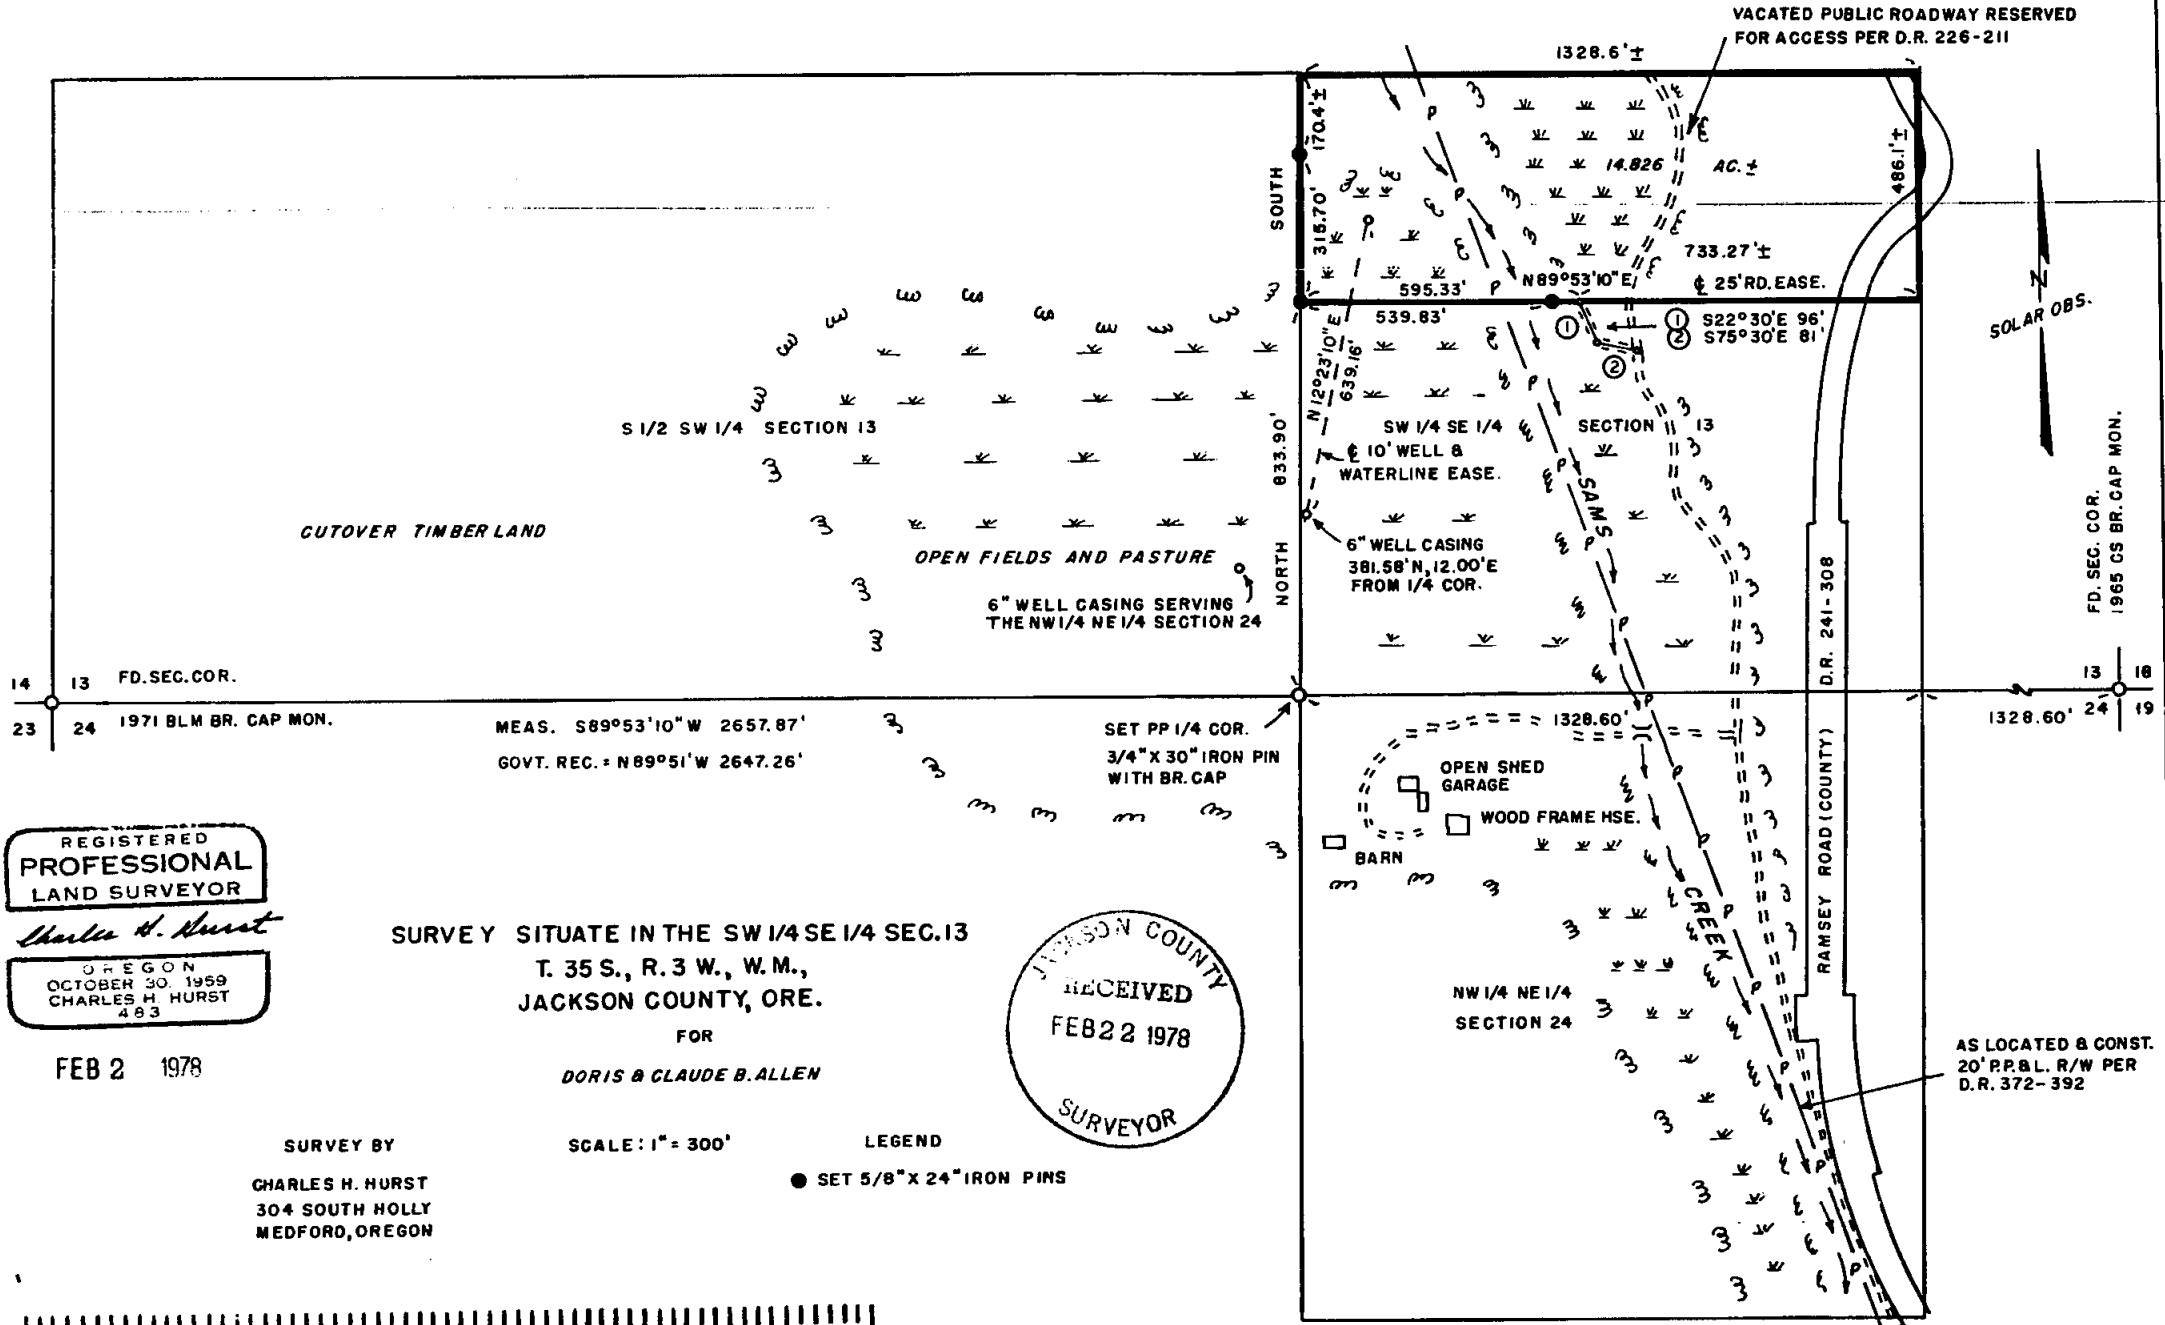 VACATED PUBLIC ROADWAY RESERVED
FOR ACCESS PER D.R. 226-211
1328.6'±
170.4'±
SOUTH
315.70'
14.826 AC. ±
486.1'±
733.27'±
N89°53'10"E
℄ 25' RD. EASE.
595.33'
539.83'
① S22°30'E 96'
② S75°30'E 81'
①
②
N
SOLAR OBS.
N12°23'10"E
639.16'
S 1/2 SW 1/4 SECTION 13
SW 1/4 SE 1/4 SECTION 13
℄ 10' WELL &
WATERLINE EASE.
833.90'
NORTH
SAMS
CUTOVER TIMBERLAND
OPEN FIELDS AND PASTURE
6" WELL CASING
381.58'N, 12.00'E
FROM 1/4 COR.
6" WELL CASING SERVING
THE NW 1/4 NE 1/4 SECTION 24
FD. SEC. COR.
1965 CS BR. CAP MON.
14 13 FD. SEC. COR.
23 24 1971 BLM BR. CAP MON.
13 18
24 19
1328.60'
MEAS. S89°53'10"W 2657.87'
GOVT. REC. = N89°51'W 2647.26'
SET PP 1/4 COR.
3/4" X 30" IRON PIN
WITH BR. CAP
1328.60'
OPEN SHED
GARAGE
WOOD FRAME HSE.
BARN
CREEK
RAMSEY ROAD (COUNTY) D.R. 241-308
NW 1/4 NE 1/4
SECTION 24
AS LOCATED & CONST.
20' P.P.& L. R/W PER
D.R. 372-392
REGISTERED
PROFESSIONAL
LAND SURVEYOR
Charles H. Hurst
OREGON
OCTOBER 30, 1959
CHARLES H. HURST
483
FEB 2 1978
SURVEY SITUATE IN THE SW 1/4 SE 1/4 SEC. 13
T. 35 S., R. 3 W., W. M.,
JACKSON COUNTY, ORE.
FOR
DORIS & CLAUDE B. ALLEN
JACKSON COUNTY
RECEIVED
FEB 22 1978
SURVEYOR
SURVEY BY
CHARLES H. HURST
304 SOUTH HOLLY
MEDFORD, OREGON
SCALE: 1" = 300'
LEGEND
● SET 5/8" X 24" IRON PINS